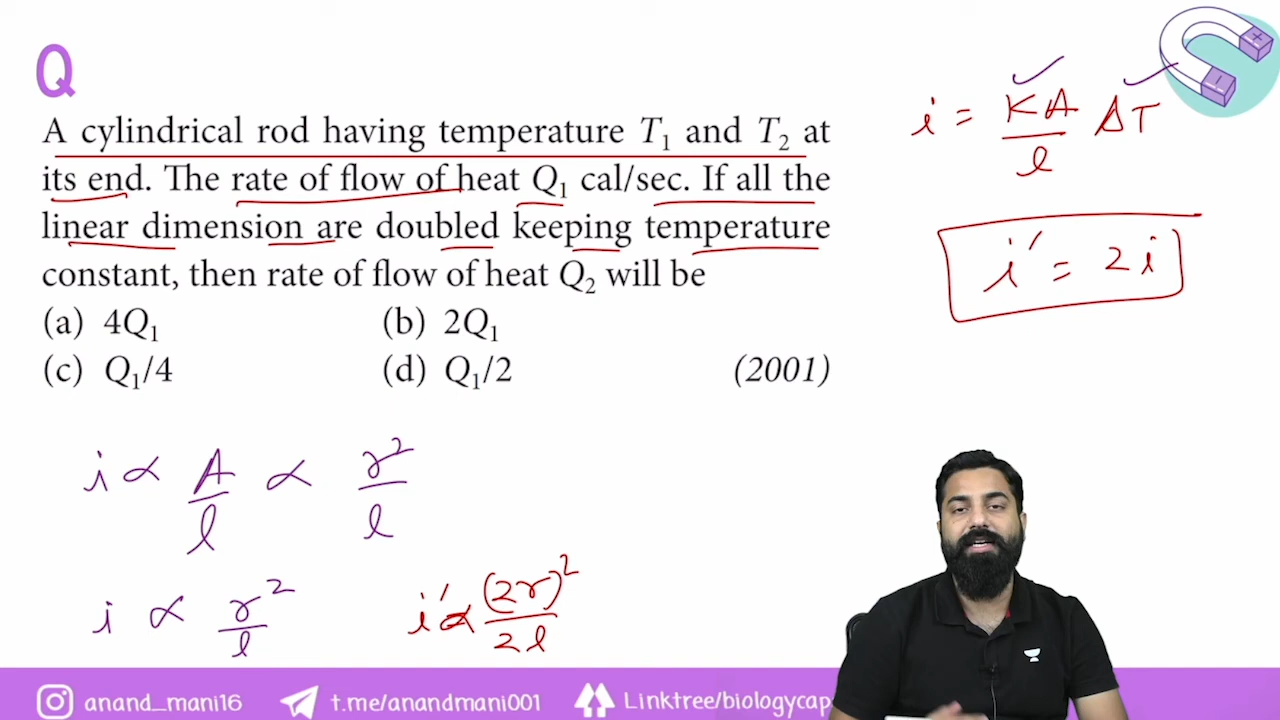 Q
A cylindrical rod having temperature T₁ and T₂ at
its end. The rate of flow of heat Q₁ cal/sec. If all the
linear dimension are doubled keeping temperature
constant, then rate of flow of heat Q₂ will be
(a) 4Q₁ (b) 2Q₁
(c) Q₁/4 (d) Q₁/2 (2001)
i = KA/l ΔT
i′ = 2i
i ∝ A/l ∝ r²/l
i ∝ r²/l i′ ∝ (2r)²/2l
anand_mani16 t.me/anandmani001 Linktree/biologycap